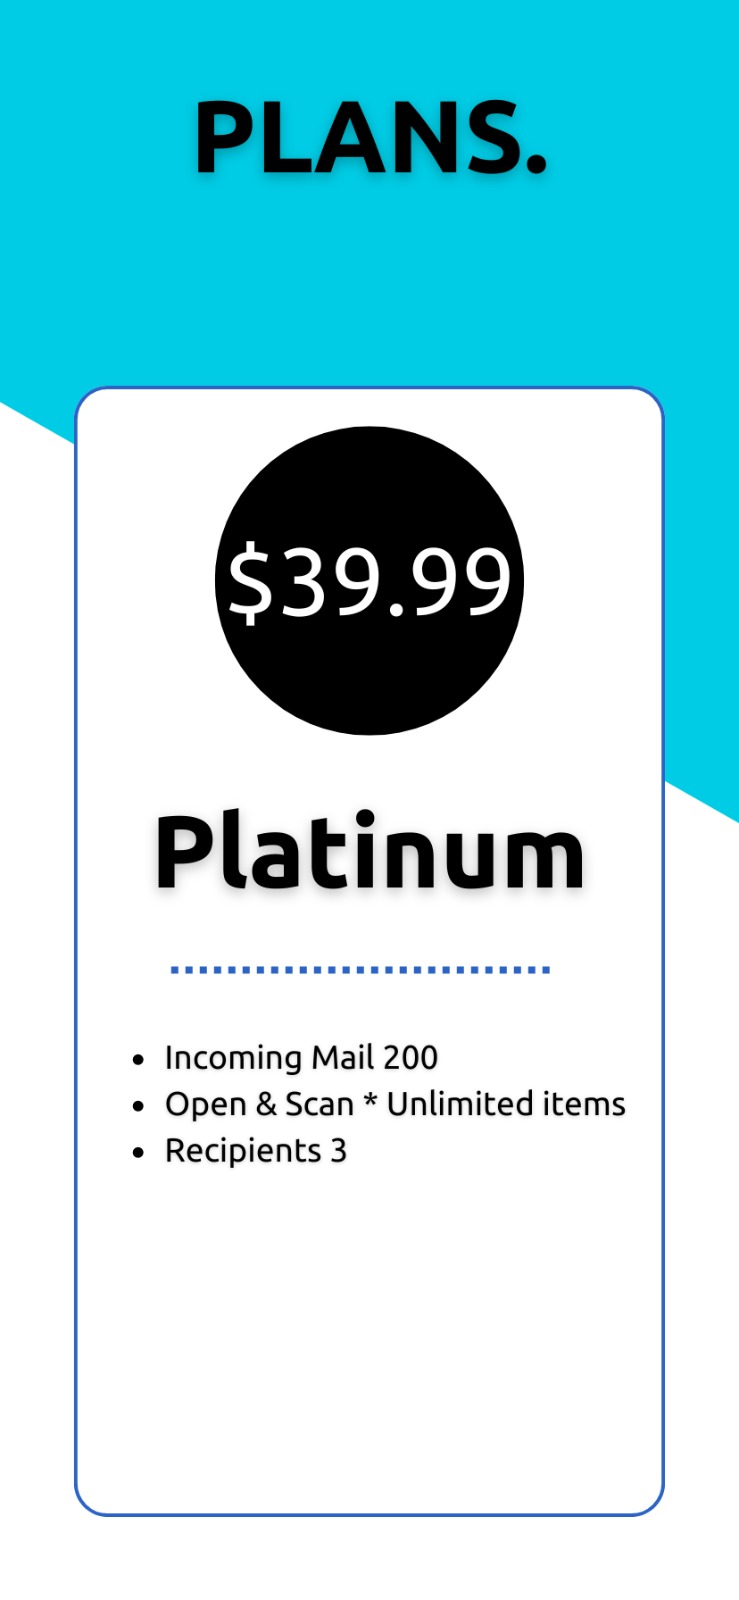 PLANS.
$39.99
Platinum
• Incoming Mail 200
• Open & Scan * Unlimited items
• Recipients 3